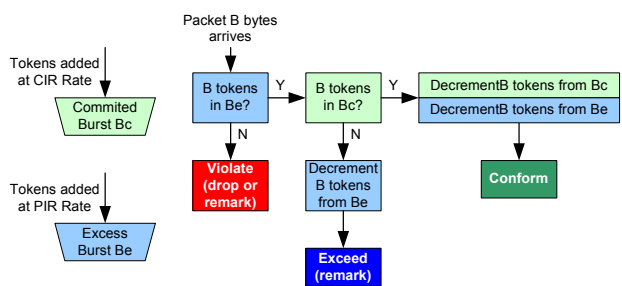 Packet B bytes
arrives
Tokens added
at CIR Rate
Commited
Burst Bc
B tokens
in Be?
Y
B tokens
in Bc?
Y
DecrementB tokens from Bc
DecrementB tokens from Be
N
N
Violate
(drop or
remark)
Decrement
B tokens
from Be
Conform
Tokens added
at PIR Rate
Excess
Burst Be
Exceed
(remark)